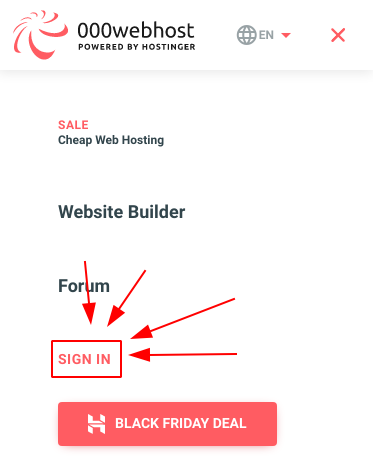 000webhost
POWERED BY HOSTINGER
EN
SALE
Cheap Web Hosting
Website Builder
Forum
SIGN IN
BLACK FRIDAY DEAL